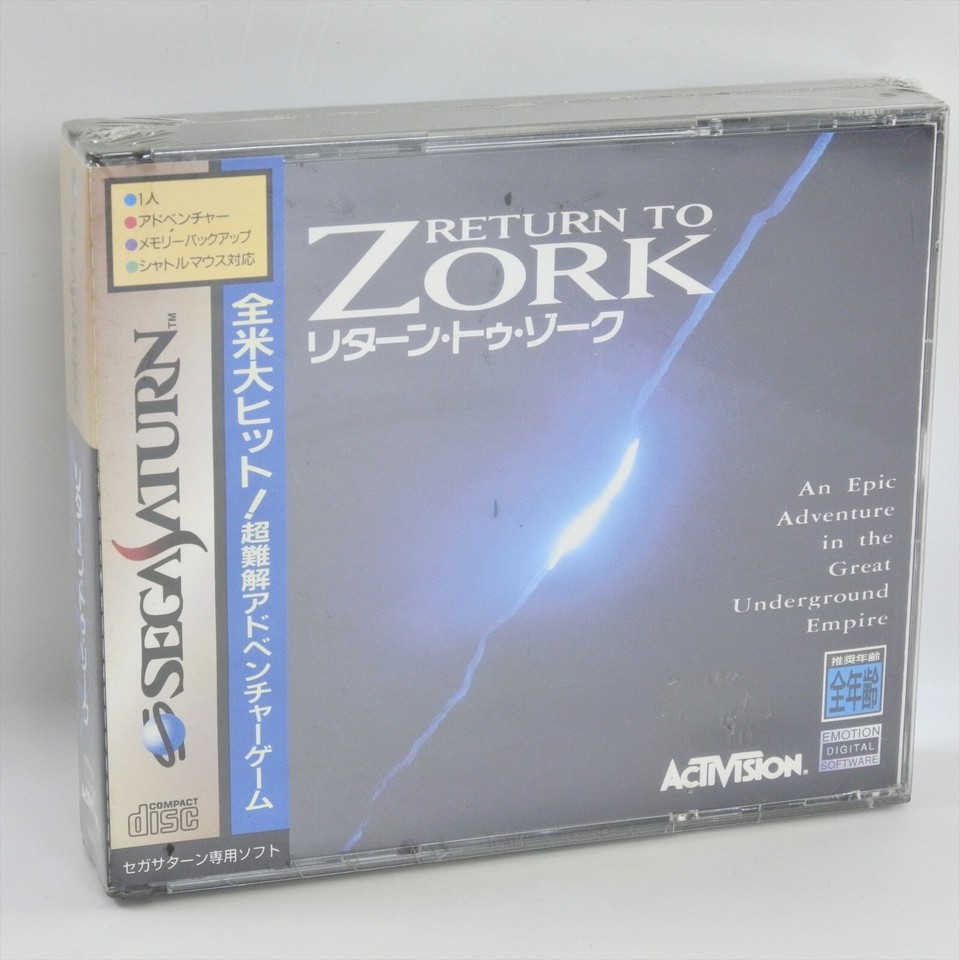 1人
アドベンチャー
メモリーバックアップ
シャトルマウス対応
SEGA SATURN™
全米大ヒット!超難解アドベンチャーゲーム
COMPACT
disc
セガサターン専用ソフト
RETURN TO
ZORK
リターン・トゥ・ゾーク
An Epic
Adventure
in the
Great
Underground
Empire
推奨年齢
全年齢
ACTIVISION®
EMOTION
DIGITAL
SOFTWARE